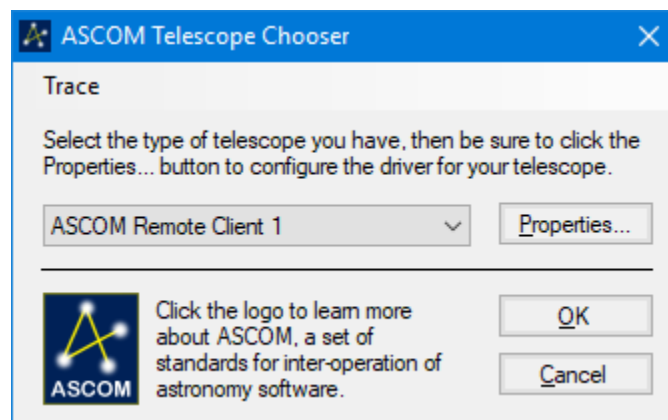 ASCOM Telescope Chooser
Trace
Select the type of telescope you have, then be sure to click the
Properties... button to configure the driver for your telescope.
ASCOM Remote Client 1
Properties...
Click the logo to learn more
about ASCOM, a set of
standards for inter-operation of
astronomy software.
ASCOM
OK
Cancel